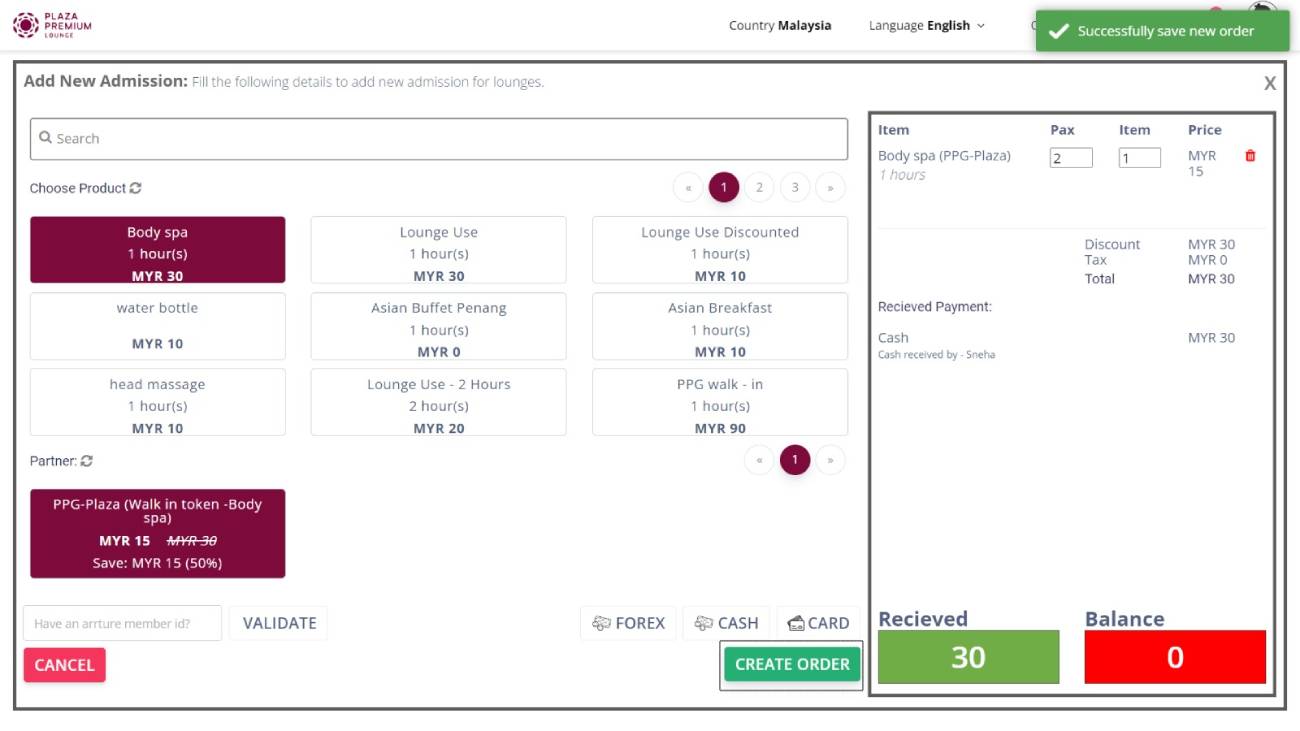 PLAZA
PREMIUM
LOUNGE
Country Malaysia
Language English
Successfully save new order
Add New Admission: Fill the following details to add new admission for lounges.
X
Search
Choose Product
« 1 2 3 »
Body spa
1 hour(s)
MYR 30
Lounge Use
1 hour(s)
MYR 30
Lounge Use Discounted
1 hour(s)
MYR 10
water bottle
MYR 10
Asian Buffet Penang
1 hour(s)
MYR 0
Asian Breakfast
1 hour(s)
MYR 10
head massage
1 hour(s)
MYR 10
Lounge Use - 2 Hours
2 hour(s)
MYR 20
PPG walk - in
1 hour(s)
MYR 90
Partner:
« 1 »
PPG-Plaza (Walk in token -Body
spa)
MYR 15 MYR 30
Save: MYR 15 (50%)
Have an arrture member id?
VALIDATE
FOREX
CASH
CARD
CANCEL
CREATE ORDER
Item Pax Item Price
Body spa (PPG-Plaza) 2 1 MYR
15
1 hours
Discount MYR 30
Tax MYR 0
Total MYR 30
Recieved Payment:
Cash MYR 30
Cash received by - Sneha
Recieved
30
Balance
0